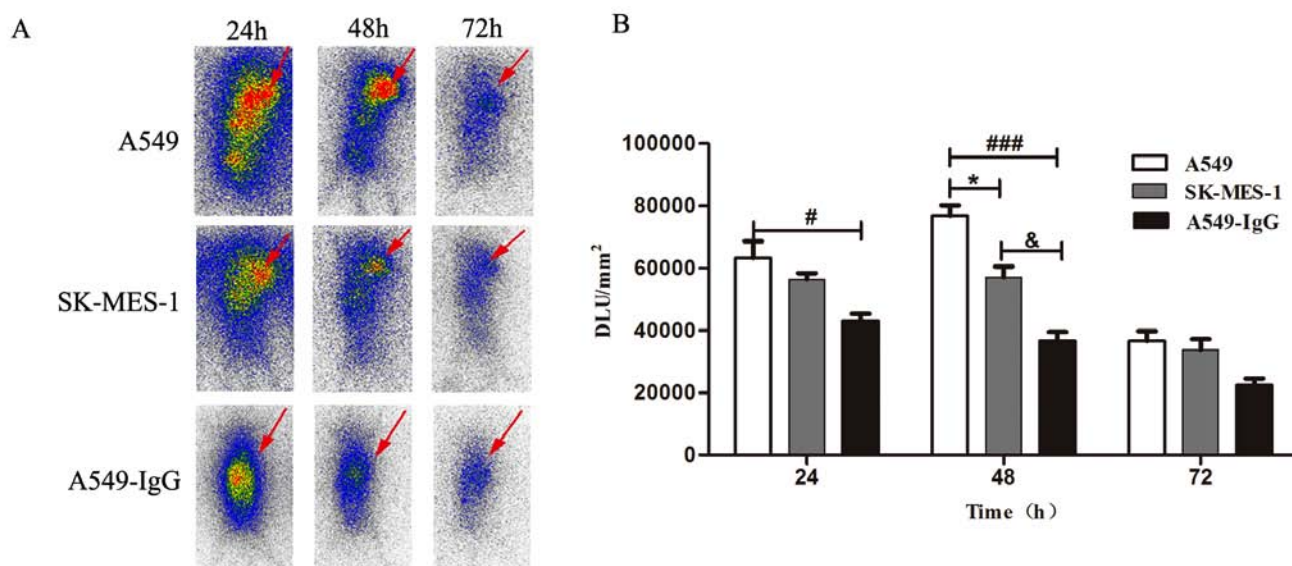 A
24h 48h 72h
A549
SK-MES-1
A549-IgG
B
100000
80000
60000
40000
20000
0
DLU/mm²
#
###
*
&
A549
SK-MES-1
A549-IgG
24 48 72
Time（h）